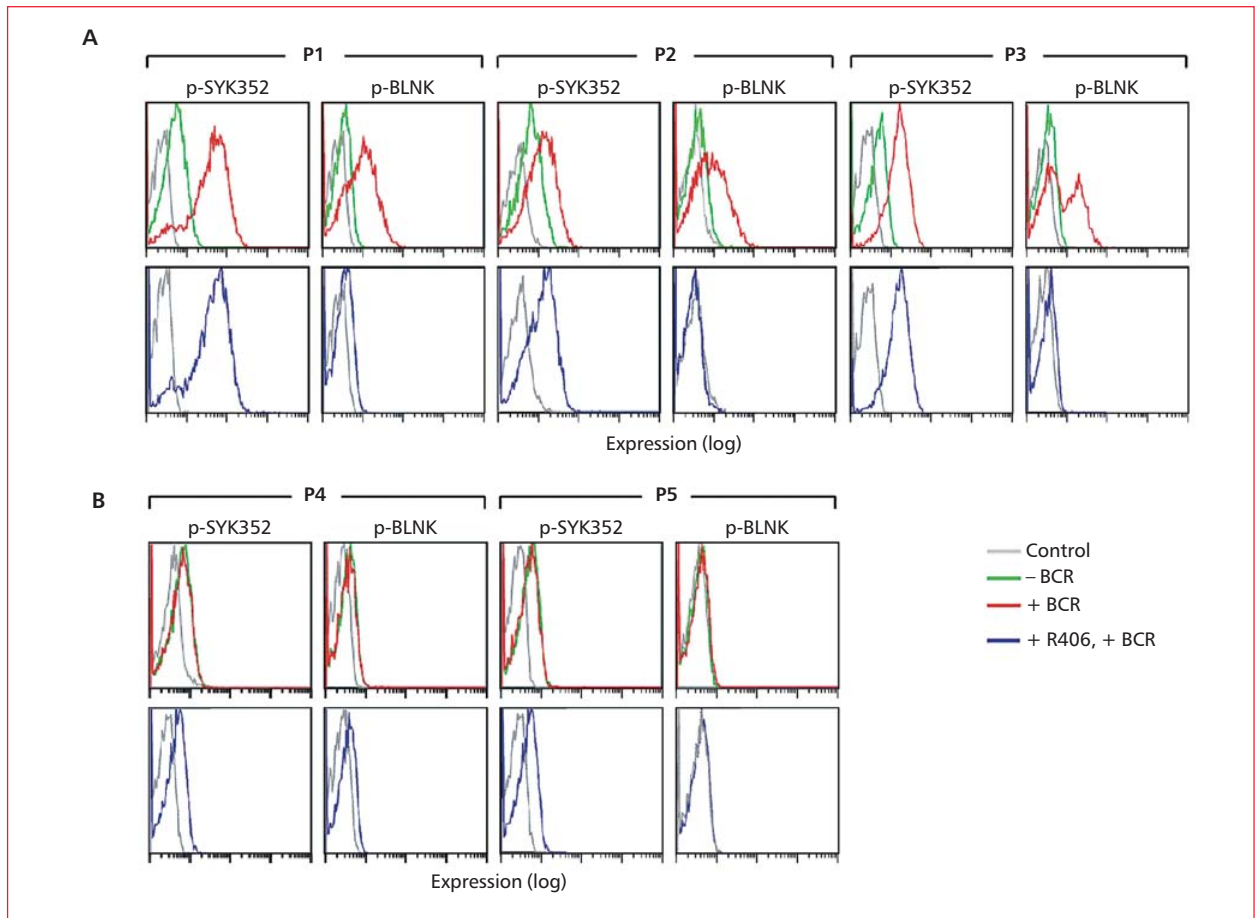 A
P1 P2 P3
p-SYK352 p-BLNK p-SYK352 p-BLNK p-SYK352 p-BLNK
Expression (log)
B
P4 P5
p-SYK352 p-BLNK p-SYK352 p-BLNK
Control
– BCR
+ BCR
+ R406, + BCR
Expression (log)